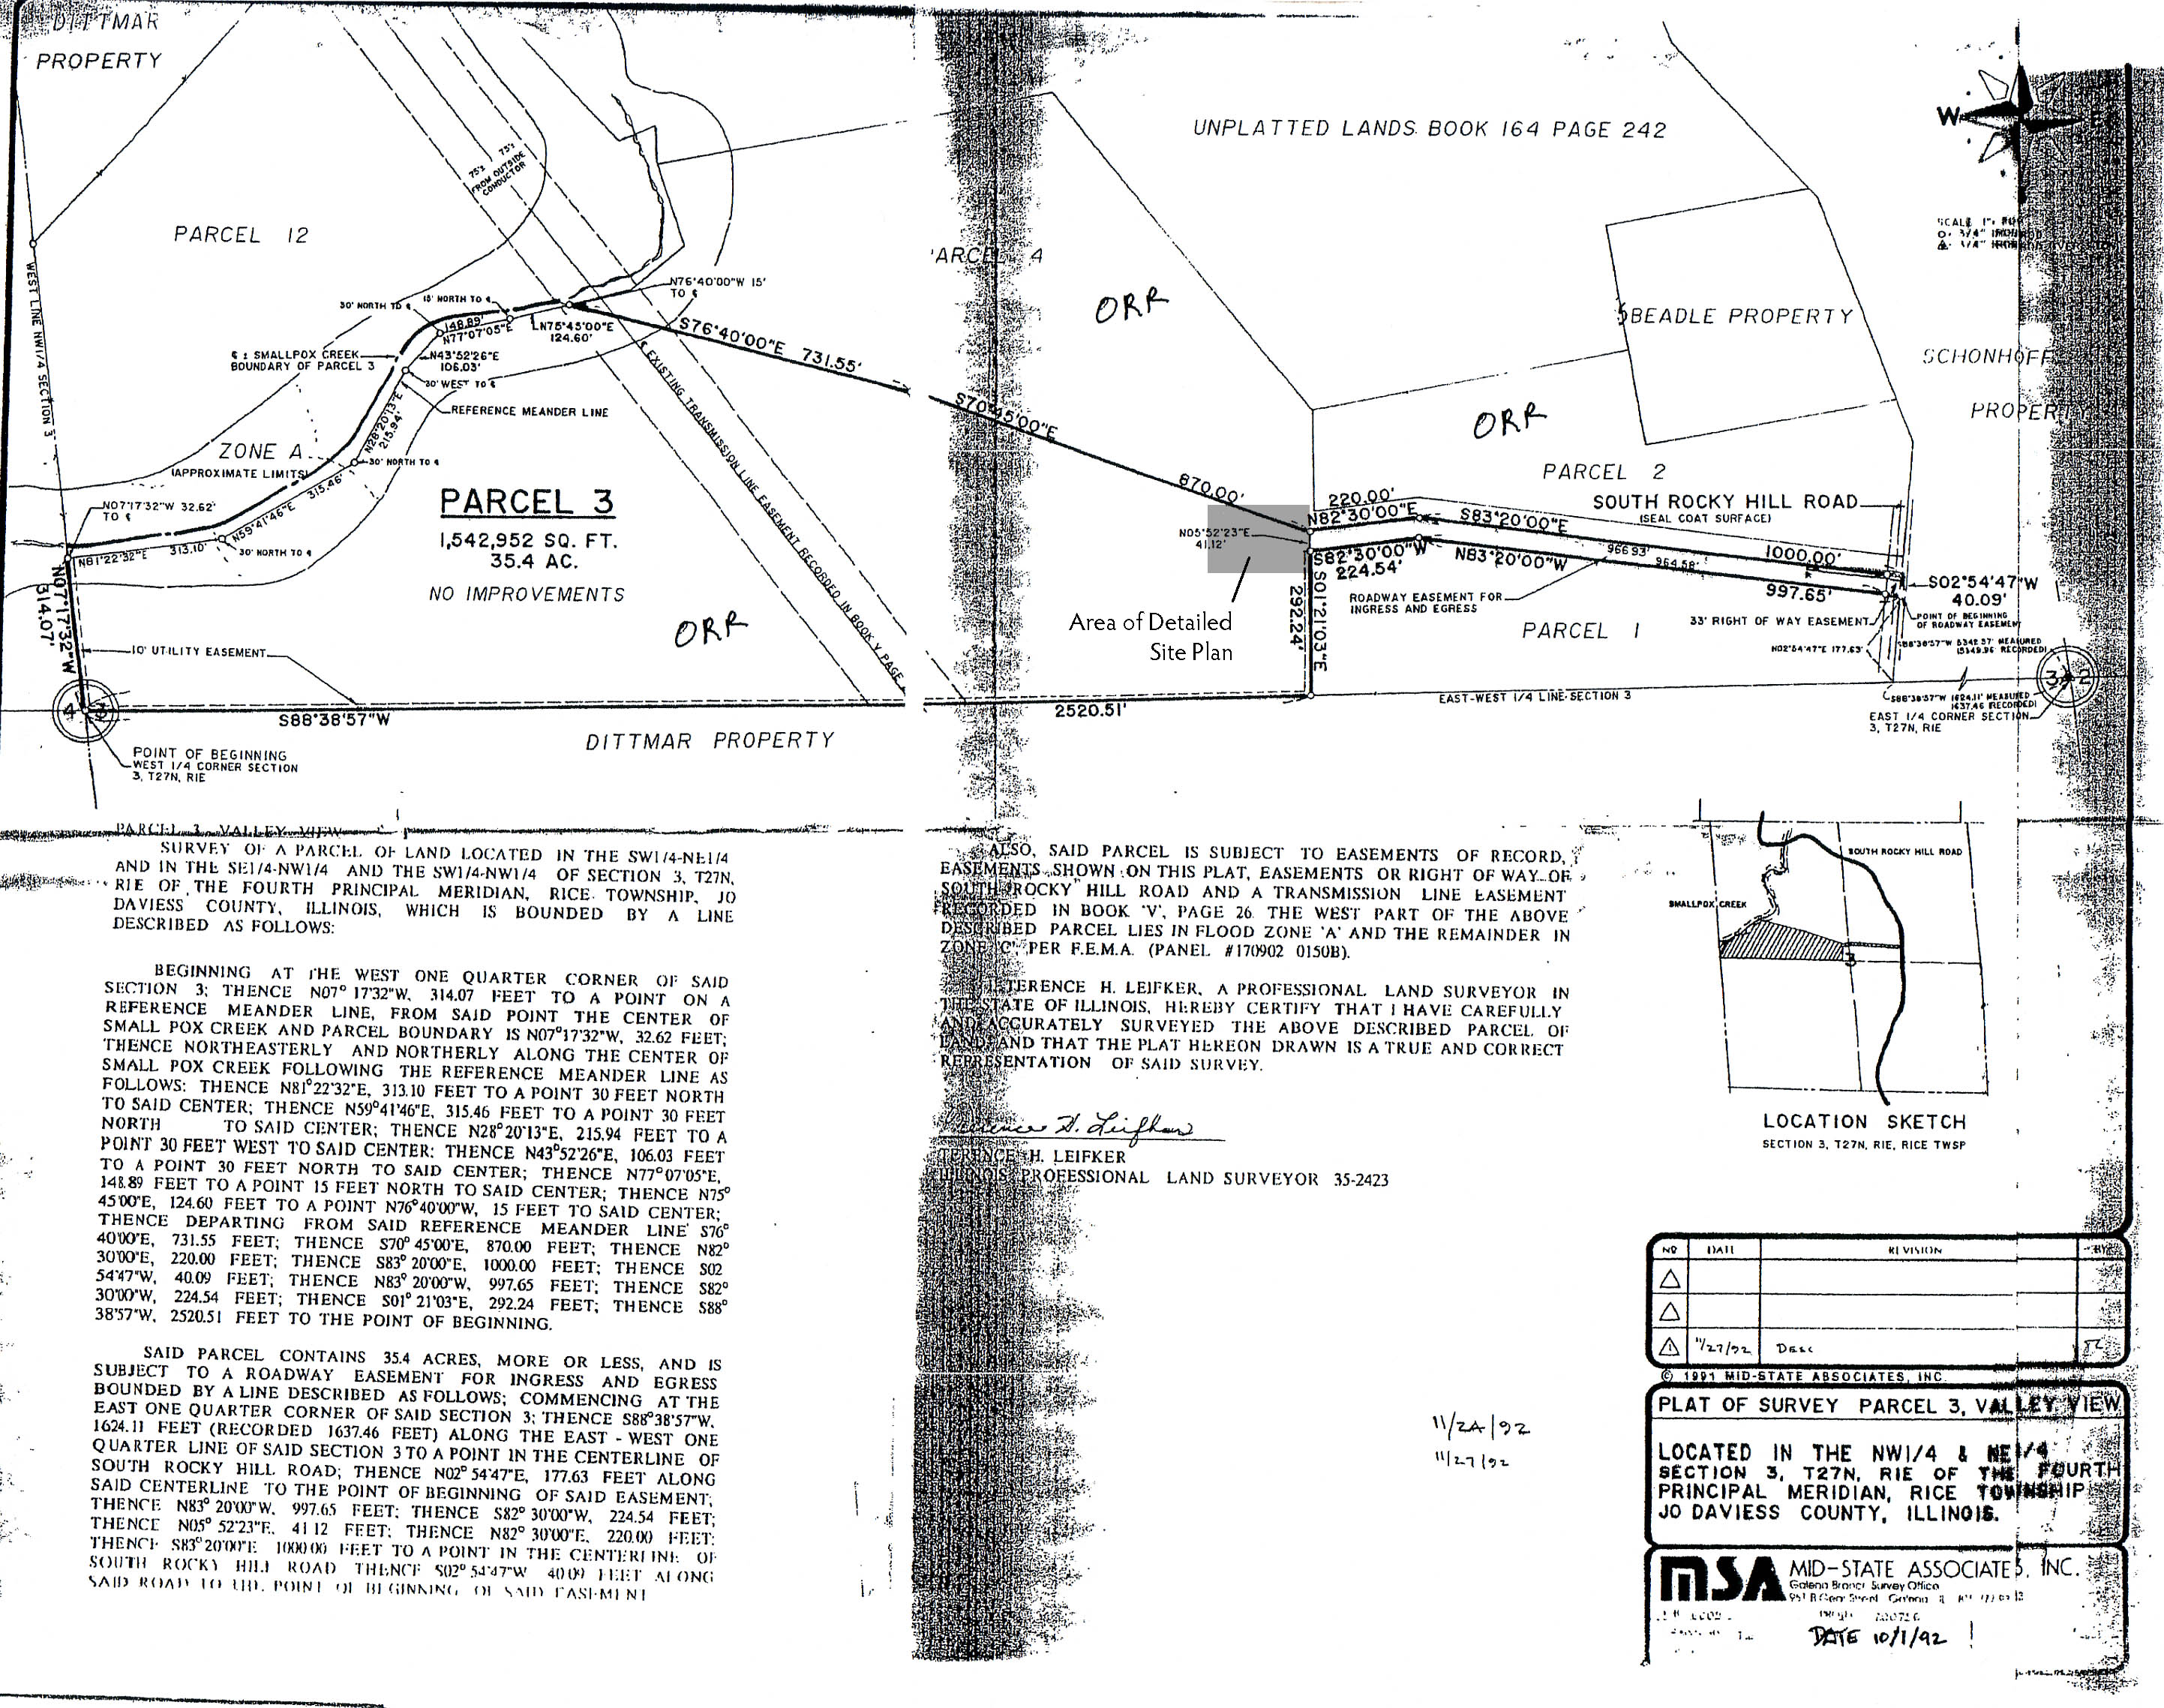 DITTMAR
PROPERTY
PARCEL 12
WEST LINE NW1/4 SECTION 3
75'± 75'±
FROM OUTSIDE
CONDUCTOR
30' NORTH TO ¢
15' NORTH TO ¢
148.89'
N77°07'05"E
N75°45'00"E
124.60'
N76°40'00"W 15'
TO ¢
S76°40'00"E 731.55'
¢ = SMALLPOX CREEK
BOUNDARY OF PARCEL 3
N43°52'26"E
106.03'
30' WEST TO ¢
REFERENCE MEANDER LINE
N28°20'13"E
215.94'
ZONE A
(APPROXIMATE LIMITS)
30' NORTH TO ¢
315.46'
N59°41'46"E
N07°17'32"W 32.62'
TO ¢
N81°22'32"E 313.10'
30' NORTH TO ¢
N07°17'32"W
314.07'
PARCEL 3
1,542,952 SQ. FT.
35.4 AC.
NO IMPROVEMENTS
ORR
¢ EXISTING TRANSMISSION LINE EASEMENT RECORDED IN BOOK V PAGE
10' UTILITY EASEMENT
S88°38'57"W
DITTMAR PROPERTY
POINT OF BEGINNING
WEST 1/4 CORNER SECTION
3, T27N, R1E
UNPLATTED LANDS BOOK 164 PAGE 242
ARCEL 4
ORR
BEADLE PROPERTY
SCHONHOFF
PROPERTY
W
SCALE 1"=
ORR
PARCEL 2
SOUTH ROCKY HILL ROAD
(SEAL COAT SURFACE)
S70°45'00"E
870.00'
220.00'
N82°30'00"E
S83°20'00"E
966.93'
1000.00'
N05°52'23"E
41.12'
S82°30'00"W
224.54'
N83°20'00"W
964.58'
997.65'
S02°54'47"W
40.09'
292.24'
S01°21'03"E
ROADWAY EASEMENT FOR
INGRESS AND EGRESS
PARCEL 1
33' RIGHT OF WAY EASEMENT
POINT OF BEGINNING
OF ROADWAY EASEMENT
N02°54'47"E 177.63'
Area of Detailed
Site Plan
2520.51'
EAST-WEST 1/4 LINE-SECTION 3
S88°38'57"W 1624.11' MEASURED
1637.46 (RECORDED)
EAST 1/4 CORNER SECTION
3, T27N, R1E
PARCEL 3 VALLEY VIEW
SURVEY OF A PARCEL OF LAND LOCATED IN THE SW1/4-NE1/4
AND IN THE SE1/4-NW1/4 AND THE SW1/4-NW1/4 OF SECTION 3, T27N,
R1E OF THE FOURTH PRINCIPAL MERIDIAN, RICE TOWNSHIP, JO
DAVIESS COUNTY, ILLINOIS, WHICH IS BOUNDED BY A LINE
DESCRIBED AS FOLLOWS:
BEGINNING AT THE WEST ONE QUARTER CORNER OF SAID
SECTION 3; THENCE N07° 17'32"W, 314.07 FEET TO A POINT ON A
REFERENCE MEANDER LINE, FROM SAID POINT THE CENTER OF
SMALL POX CREEK AND PARCEL BOUNDARY IS N07°17'32"W, 32.62 FEET;
THENCE NORTHEASTERLY AND NORTHERLY ALONG THE CENTER OF
SMALL POX CREEK FOLLOWING THE REFERENCE MEANDER LINE AS
FOLLOWS: THENCE N81°22'32"E, 313.10 FEET TO A POINT 30 FEET NORTH
TO SAID CENTER; THENCE N59°41'46"E, 315.46 FEET TO A POINT 30 FEET
NORTH TO SAID CENTER; THENCE N28°20'13"E, 215.94 FEET TO A
POINT 30 FEET WEST TO SAID CENTER: THENCE N43°52'26"E, 106.03 FEET
TO A POINT 30 FEET NORTH TO SAID CENTER; THENCE N77°07'05"E,
148.89 FEET TO A POINT 15 FEET NORTH TO SAID CENTER; THENCE N75°
45'00"E, 124.60 FEET TO A POINT N76°40'00"W, 15 FEET TO SAID CENTER;
THENCE DEPARTING FROM SAID REFERENCE MEANDER LINE S76°
40'00"E, 731.55 FEET; THENCE S70° 45'00"E, 870.00 FEET; THENCE N82°
30'00"E, 220.00 FEET; THENCE S83° 20'00"E, 1000.00 FEET; THENCE S02
54'47"W, 40.09 FEET; THENCE N83° 20'00"W, 997.65 FEET; THENCE S82°
30'00"W, 224.54 FEET; THENCE S01° 21'03"E, 292.24 FEET; THENCE S88°
38'57"W, 2520.51 FEET TO THE POINT OF BEGINNING.
SAID PARCEL CONTAINS 35.4 ACRES, MORE OR LESS, AND IS
SUBJECT TO A ROADWAY EASEMENT FOR INGRESS AND EGRESS
BOUNDED BY A LINE DESCRIBED AS FOLLOWS; COMMENCING AT THE
EAST ONE QUARTER CORNER OF SAID SECTION 3; THENCE S88°38'57"W,
1624.11 FEET (RECORDED 1637.46 FEET) ALONG THE EAST - WEST ONE
QUARTER LINE OF SAID SECTION 3 TO A POINT IN THE CENTERLINE OF
SOUTH ROCKY HILL ROAD; THENCE N02° 54'47"E, 177.63 FEET ALONG
SAID CENTERLINE TO THE POINT OF BEGINNING OF SAID EASEMENT;
THENCE N83° 20'00"W, 997.65 FEET; THENCE S82° 30'00"W, 224.54 FEET;
THENCE N05° 52'23"E, 41 12 FEET; THENCE N82° 30'00"E, 220.00 FEET:
THENCE S83°20'00"E 1000.00 FEET TO A POINT IN THE CENTERLINE OF
SOUTH ROCKY HILL ROAD THENCE S02° 54'47"W 40.09 FEET ALONG
SAID ROAD TO THE POINT OF BEGINNING OF SAID EASEMENT
ALSO, SAID PARCEL IS SUBJECT TO EASEMENTS OF RECORD,
EASEMENTS SHOWN ON THIS PLAT, EASEMENTS OR RIGHT OF WAY OF
SOUTH ROCKY HILL ROAD AND A TRANSMISSION LINE EASEMENT
RECORDED IN BOOK 'V', PAGE 26. THE WEST PART OF THE ABOVE
DESCRIBED PARCEL LIES IN FLOOD ZONE 'A' AND THE REMAINDER IN
ZONE 'C', PER F.E.M.A. (PANEL #170902 0150B).
I, TERENCE H. LEIFKER, A PROFESSIONAL LAND SURVEYOR IN
THE STATE OF ILLINOIS, HEREBY CERTIFY THAT I HAVE CAREFULLY
AND ACCURATELY SURVEYED THE ABOVE DESCRIBED PARCEL OF
LAND, AND THAT THE PLAT HEREON DRAWN IS A TRUE AND CORRECT
REPRESENTATION OF SAID SURVEY.
Terence H. Leifker
TERENCE H. LEIFKER
ILLINOIS PROFESSIONAL LAND SURVEYOR 35-2423
11/24/92
11/27/92
SOUTH ROCKY HILL ROAD
SMALLPOX CREEK
3
LOCATION SKETCH
SECTION 3, T27N, R1E, RICE TWSP
NO DATE REVISION BY
11/27/92 DESC
© 1991 MID-STATE ASSOCIATES, INC.
PLAT OF SURVEY PARCEL 3, VALLEY VIEW
LOCATED IN THE NW1/4 & NE1/4
SECTION 3, T27N, R1E OF THE FOURTH
PRINCIPAL MERIDIAN, RICE TOWNSHIP
JO DAVIESS COUNTY, ILLINOIS.
MSA MID-STATE ASSOCIATES, INC.
Galena Branch Survey Office
DATE 10/1/92